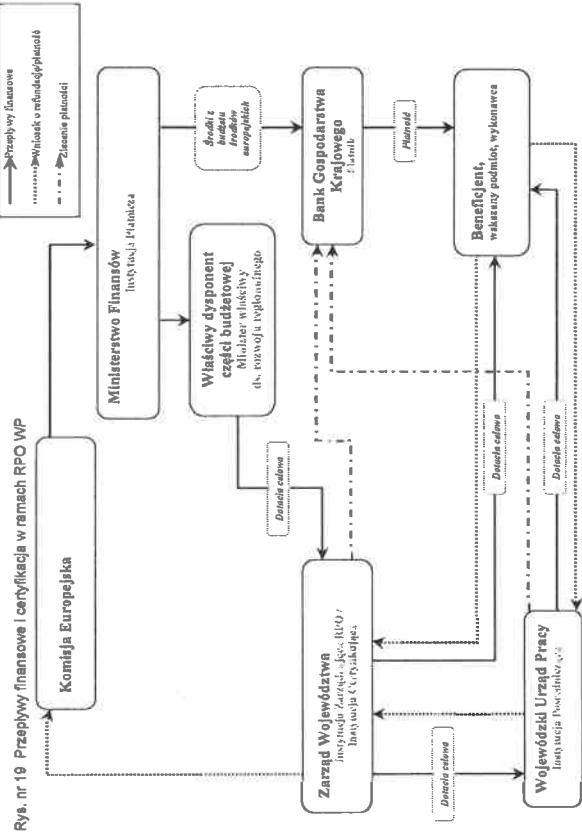 Rys. nr 19 Przepływy finansowe i certyfikacja w ramach RPO WP
Przepływy finansowe
Wniosek o refundację/płatność
Zlecenie płatności
Komisja Europejska
Ministerstwo Finansów
Instytucja Płatnicza
Właściwy dysponent
części budżetowej
Minister właściwy
ds. rozwoju regionalnego
Środki z
budżetu
środków
europejskich
Dotacja celowa
Zarząd Województwa
Instytucja Zarządzająca RPO /
Instytucja Certyfikująca
Bank Gospodarstwa
Krajowego
Płatnik
Płatność
Dotacja celowa
Dotacja celowa
Dotacja celowa
Wojewódzki Urząd Pracy
Instytucja Pośrednicząca
Beneficjent,
wskazany podmiot, wykonawca